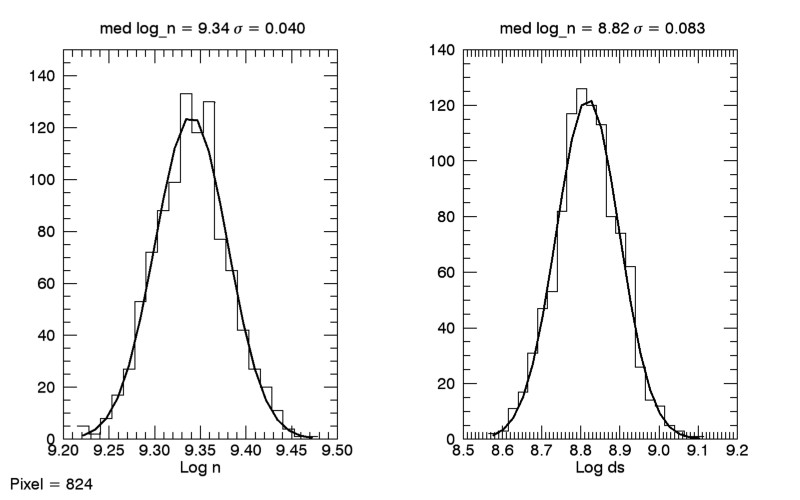 med log_n = 9.34 σ = 0.040
140
120
100
80
60
40
20
0
9.20 9.25 9.30 9.35 9.40 9.45 9.50
Log n
med log_n = 8.82 σ = 0.083
140
120
100
80
60
40
20
0
8.5 8.6 8.7 8.8 8.9 9.0 9.1 9.2
Log ds
Pixel = 824